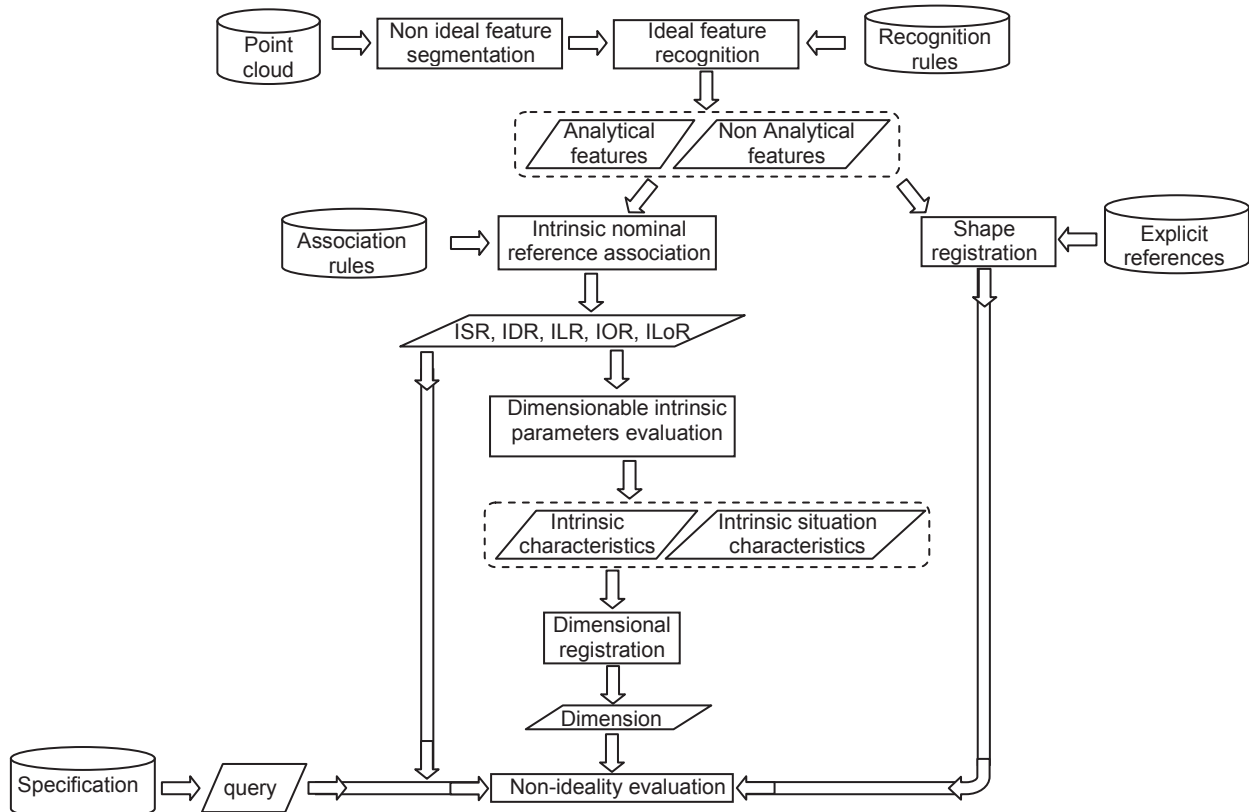 Point
cloud
Non ideal feature
segmentation
Ideal feature
recognition
Recognition
rules
Analytical
features
Non Analytical
features
Association
rules
Intrinsic nominal
reference association
Shape
registration
Explicit
references
ISR, IDR, ILR, IOR, ILoR
Dimensionable intrinsic
parameters evaluation
Intrinsic
characteristics
Intrinsic situation
characteristics
Dimensional
registration
Dimension
Specification
query
Non-ideality evaluation